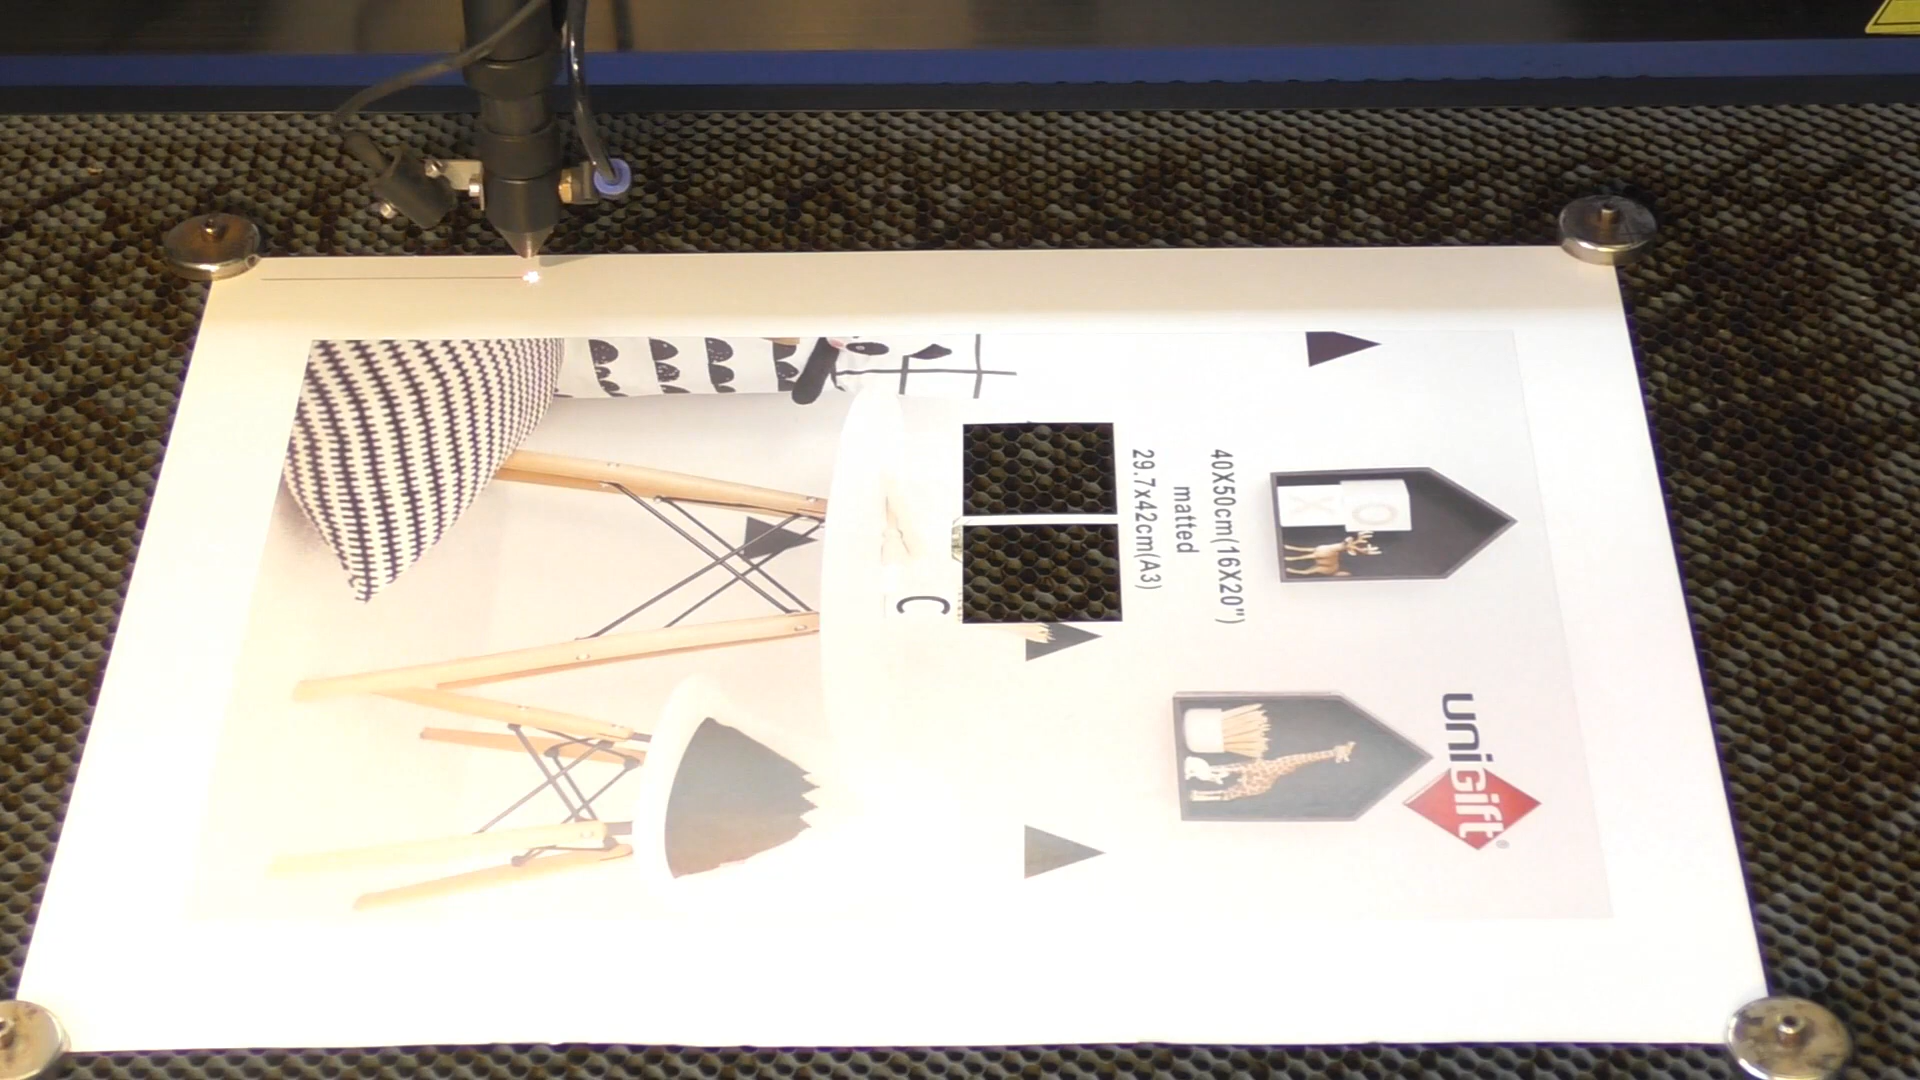 uniGift®
40X50cm(16X20")
matted
29.7x42cm(A3)
C
O
X